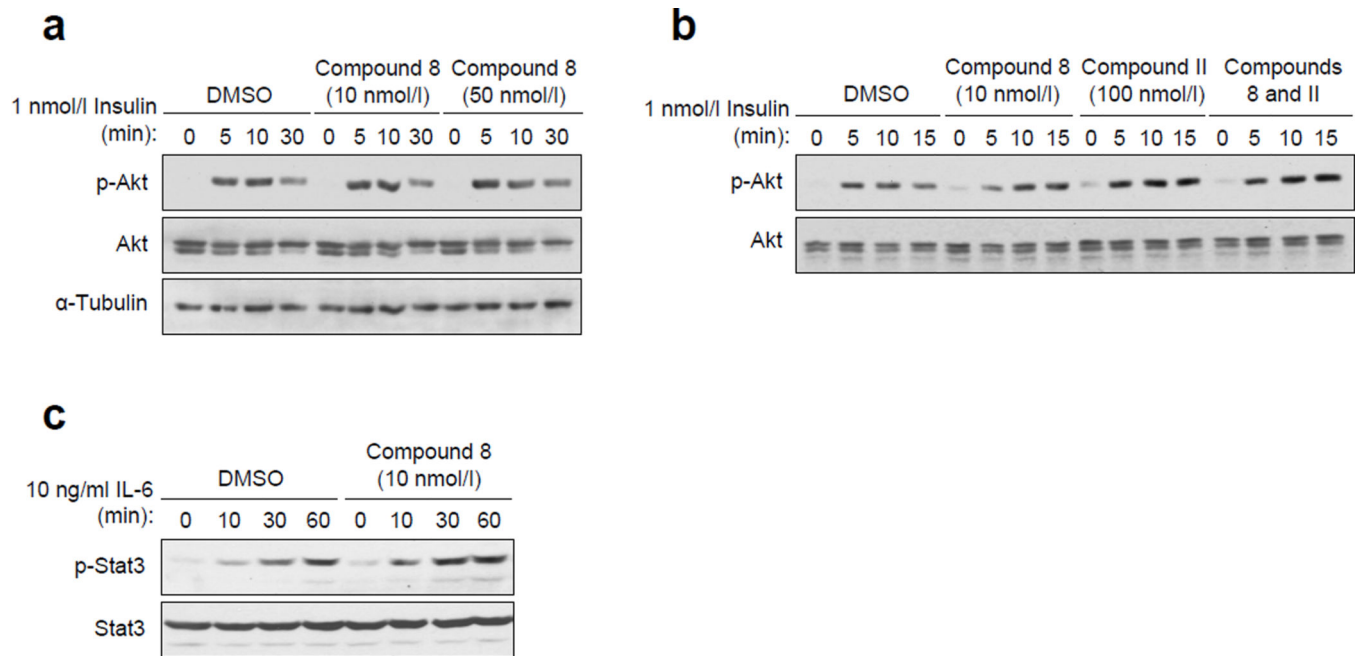 a
DMSO
Compound 8
(10 nmol/l)
Compound 8
(50 nmol/l)
1 nmol/l Insulin
(min):
0 5 10 30 0 5 10 30 0 5 10 30
p-Akt
Akt
α-Tubulin
b
DMSO
Compound 8
(10 nmol/l)
Compound II
(100 nmol/l)
Compounds
8 and II
1 nmol/l Insulin
(min):
0 5 10 15 0 5 10 15 0 5 10 15 0 5 10 15
p-Akt
Akt
c
DMSO
Compound 8
(10 nmol/l)
10 ng/ml IL-6
(min):
0 10 30 60 0 10 30 60
p-Stat3
Stat3